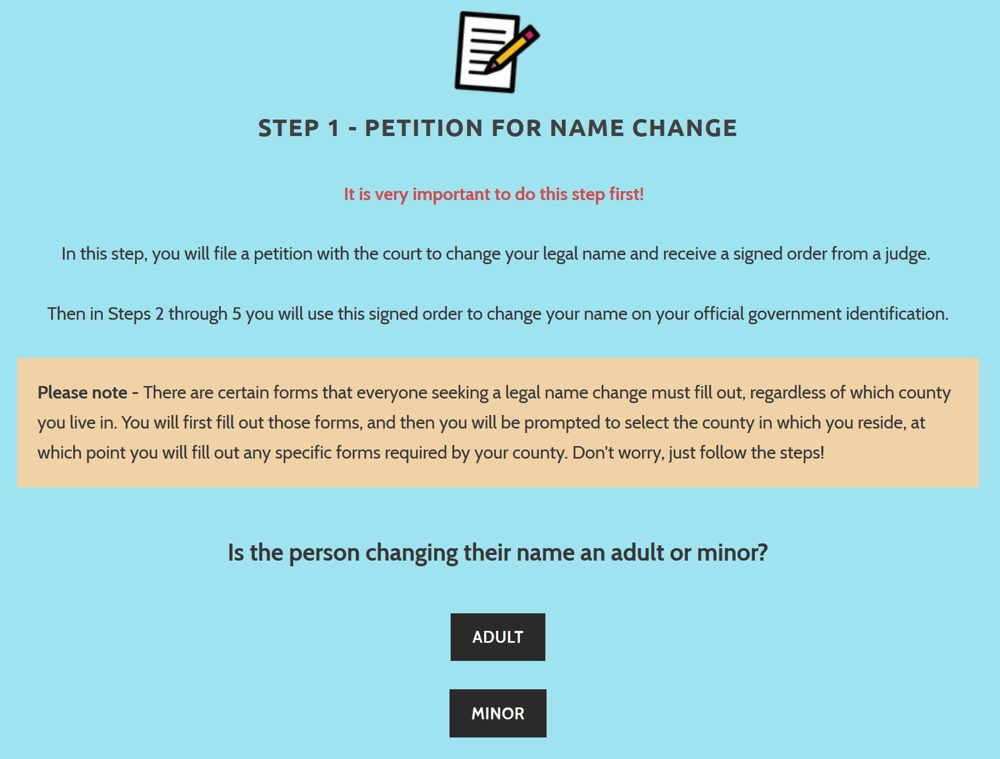 STEP 1 - PETITION FOR NAME CHANGE
It is very important to do this step first!
In this step, you will file a petition with the court to change your legal name and receive a signed order from a judge.
Then in Steps 2 through 5 you will use this signed order to change your name on your official government identification.
Please note - There are certain forms that everyone seeking a legal name change must fill out, regardless of which county
you live in. You will first fill out those forms, and then you will be prompted to select the county in which you reside, at
which point you will fill out any specific forms required by your county. Don't worry, just follow the steps!
Is the person changing their name an adult or minor?
ADULT
MINOR